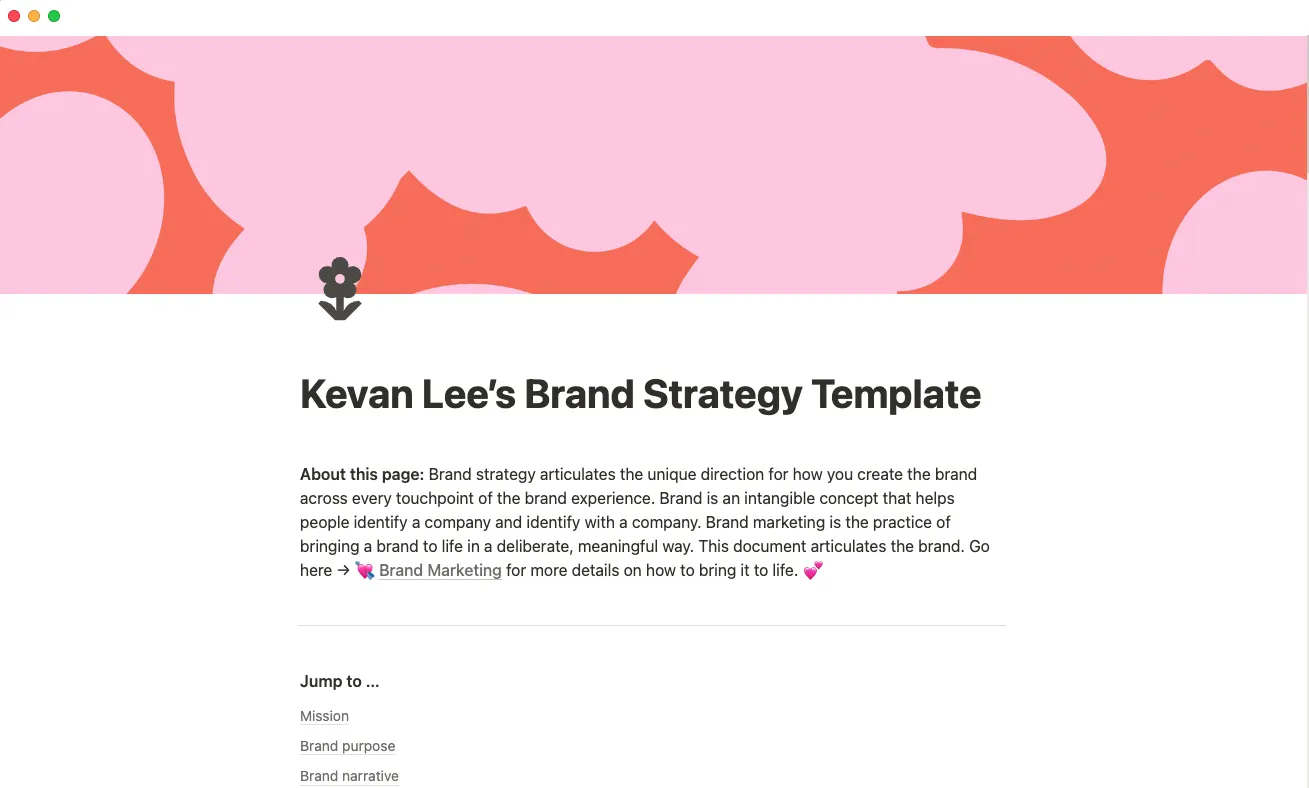 Kevan Lee’s Brand Strategy Template
About this page: Brand strategy articulates the unique direction for how you create the brand
across every touchpoint of the brand experience. Brand is an intangible concept that helps
people identify a company and identify with a company. Brand marketing is the practice of
bringing a brand to life in a deliberate, meaningful way. This document articulates the brand. Go
here → 💘 Brand Marketing for more details on how to bring it to life. 💕
Jump to ...
Mission
Brand purpose
Brand narrative